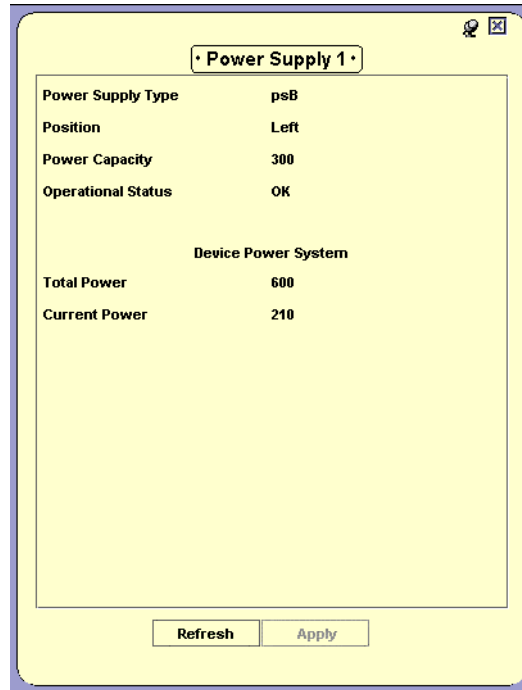 • Power Supply 1 •
Power Supply Type psB
Position Left
Power Capacity 300
Operational Status OK
Device Power System
Total Power 600
Current Power 210
Refresh Apply